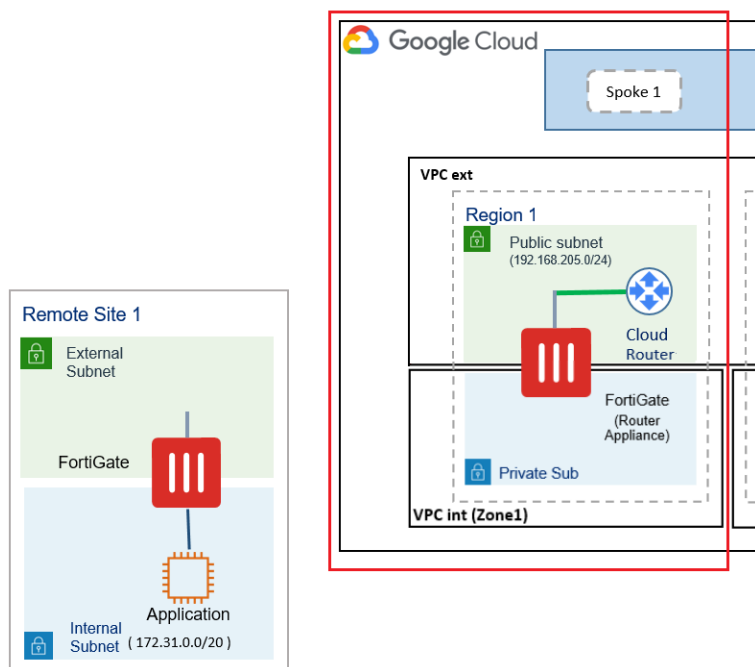 Google Cloud
Spoke 1
VPC ext
Region 1
Public subnet
(192.168.205.0/24)
Cloud
Router
FortiGate
(Router
Appliance)
Private Sub
VPC int (Zone1)
Remote Site 1
External
Subnet
FortiGate
Application
Internal
Subnet ( 172.31.0.0/20 )